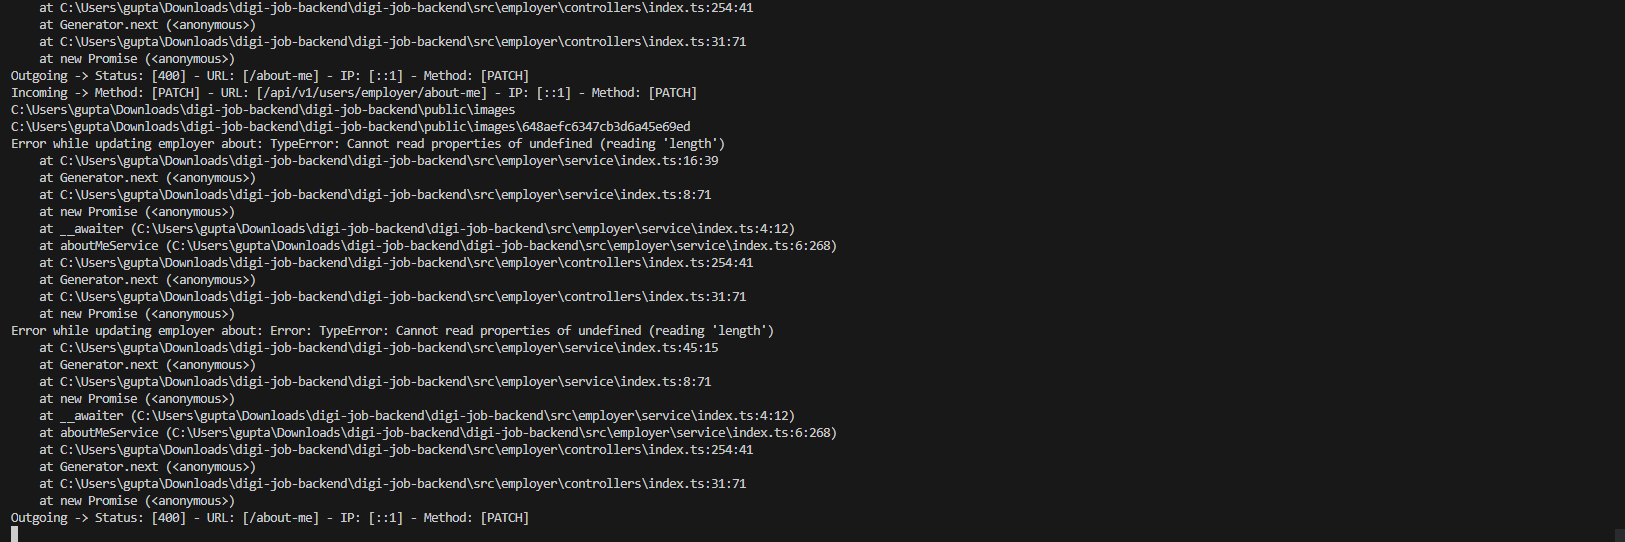 at C:\Users\gupta\Downloads\digi-job-backend\digi-job-backend\src\employer\controllers\index.ts:254:41
at Generator.next (<anonymous>)
at C:\Users\gupta\Downloads\digi-job-backend\digi-job-backend\src\employer\controllers\index.ts:31:71
at new Promise (<anonymous>)
Outgoing -> Status: [400] - URL: [/about-me] - IP: [::1] - Method: [PATCH]
Incoming -> Method: [PATCH] - URL: [/api/v1/users/employer/about-me] - IP: [::1] - Method: [PATCH]
C:\Users\gupta\Downloads\digi-job-backend\digi-job-backend\public\images
C:\Users\gupta\Downloads\digi-job-backend\digi-job-backend\public\images\648aefc6347cb3d6a45e69ed
Error while updating employer about: TypeError: Cannot read properties of undefined (reading 'length')
at C:\Users\gupta\Downloads\digi-job-backend\digi-job-backend\src\employer\service\index.ts:16:39
at Generator.next (<anonymous>)
at C:\Users\gupta\Downloads\digi-job-backend\digi-job-backend\src\employer\service\index.ts:8:71
at new Promise (<anonymous>)
at __awaiter (C:\Users\gupta\Downloads\digi-job-backend\digi-job-backend\src\employer\service\index.ts:4:12)
at aboutMeService (C:\Users\gupta\Downloads\digi-job-backend\digi-job-backend\src\employer\service\index.ts:6:268)
at C:\Users\gupta\Downloads\digi-job-backend\digi-job-backend\src\employer\controllers\index.ts:254:41
at Generator.next (<anonymous>)
at C:\Users\gupta\Downloads\digi-job-backend\digi-job-backend\src\employer\controllers\index.ts:31:71
at new Promise (<anonymous>)
Error while updating employer about: Error: TypeError: Cannot read properties of undefined (reading 'length')
at C:\Users\gupta\Downloads\digi-job-backend\digi-job-backend\src\employer\service\index.ts:45:15
at Generator.next (<anonymous>)
at C:\Users\gupta\Downloads\digi-job-backend\digi-job-backend\src\employer\service\index.ts:8:71
at new Promise (<anonymous>)
at __awaiter (C:\Users\gupta\Downloads\digi-job-backend\digi-job-backend\src\employer\service\index.ts:4:12)
at aboutMeService (C:\Users\gupta\Downloads\digi-job-backend\digi-job-backend\src\employer\service\index.ts:6:268)
at C:\Users\gupta\Downloads\digi-job-backend\digi-job-backend\src\employer\controllers\index.ts:254:41
at Generator.next (<anonymous>)
at C:\Users\gupta\Downloads\digi-job-backend\digi-job-backend\src\employer\controllers\index.ts:31:71
at new Promise (<anonymous>)
Outgoing -> Status: [400] - URL: [/about-me] - IP: [::1] - Method: [PATCH]